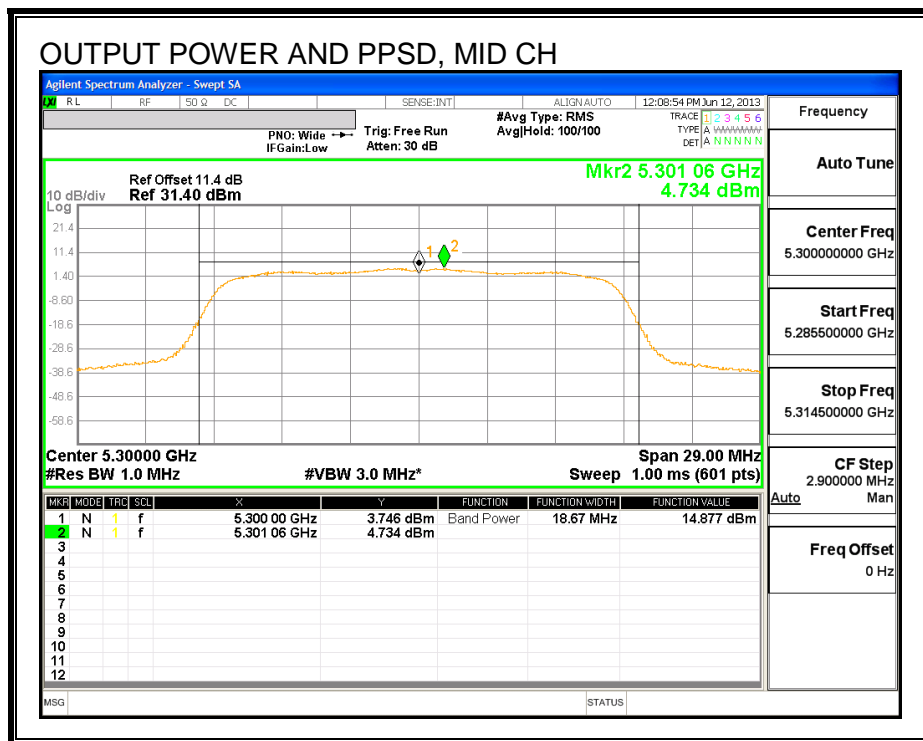 OUTPUT POWER AND PPSD, MID CH
Agilent Spectrum Analyzer - Swept SA
LXI RL RF 50 Ω DC SENSE:INT ALIGNAUTO 12:08:54 PM Jun 12, 2013
Frequency
PNO: Wide
IFGain:Low
Trig: Free Run
Atten: 30 dB
#Avg Type: RMS
Avg|Hold: 100/100
TRACE 1 2 3 4 5 6
TYPE A WWWWW
DET A N N N N N
Auto Tune
10 dB/div
Log
Ref Offset 11.4 dB
Ref 31.40 dBm
Mkr2 5.301 06 GHz
4.734 dBm
21.4
11.4
1.40
-8.60
-18.6
-28.6
-38.6
-48.6
-58.6
1
2
Center Freq
5.300000000 GHz
Start Freq
5.285500000 GHz
Stop Freq
5.314500000 GHz
Center 5.30000 GHz
Span 29.00 MHz
#Res BW 1.0 MHz
#VBW 3.0 MHz*
Sweep 1.00 ms (601 pts)
CF Step
2.900000 MHz
Auto Man
MKR MODE TRC SCL X Y FUNCTION FUNCTION WIDTH FUNCTION VALUE
1 N 1 f 5.300 00 GHz 3.746 dBm Band Power 18.67 MHz 14.877 dBm
2 N 1 f 5.301 06 GHz 4.734 dBm
3
4
5
6
7
8
9
10
11
12
Freq Offset
0 Hz
MSG
STATUS